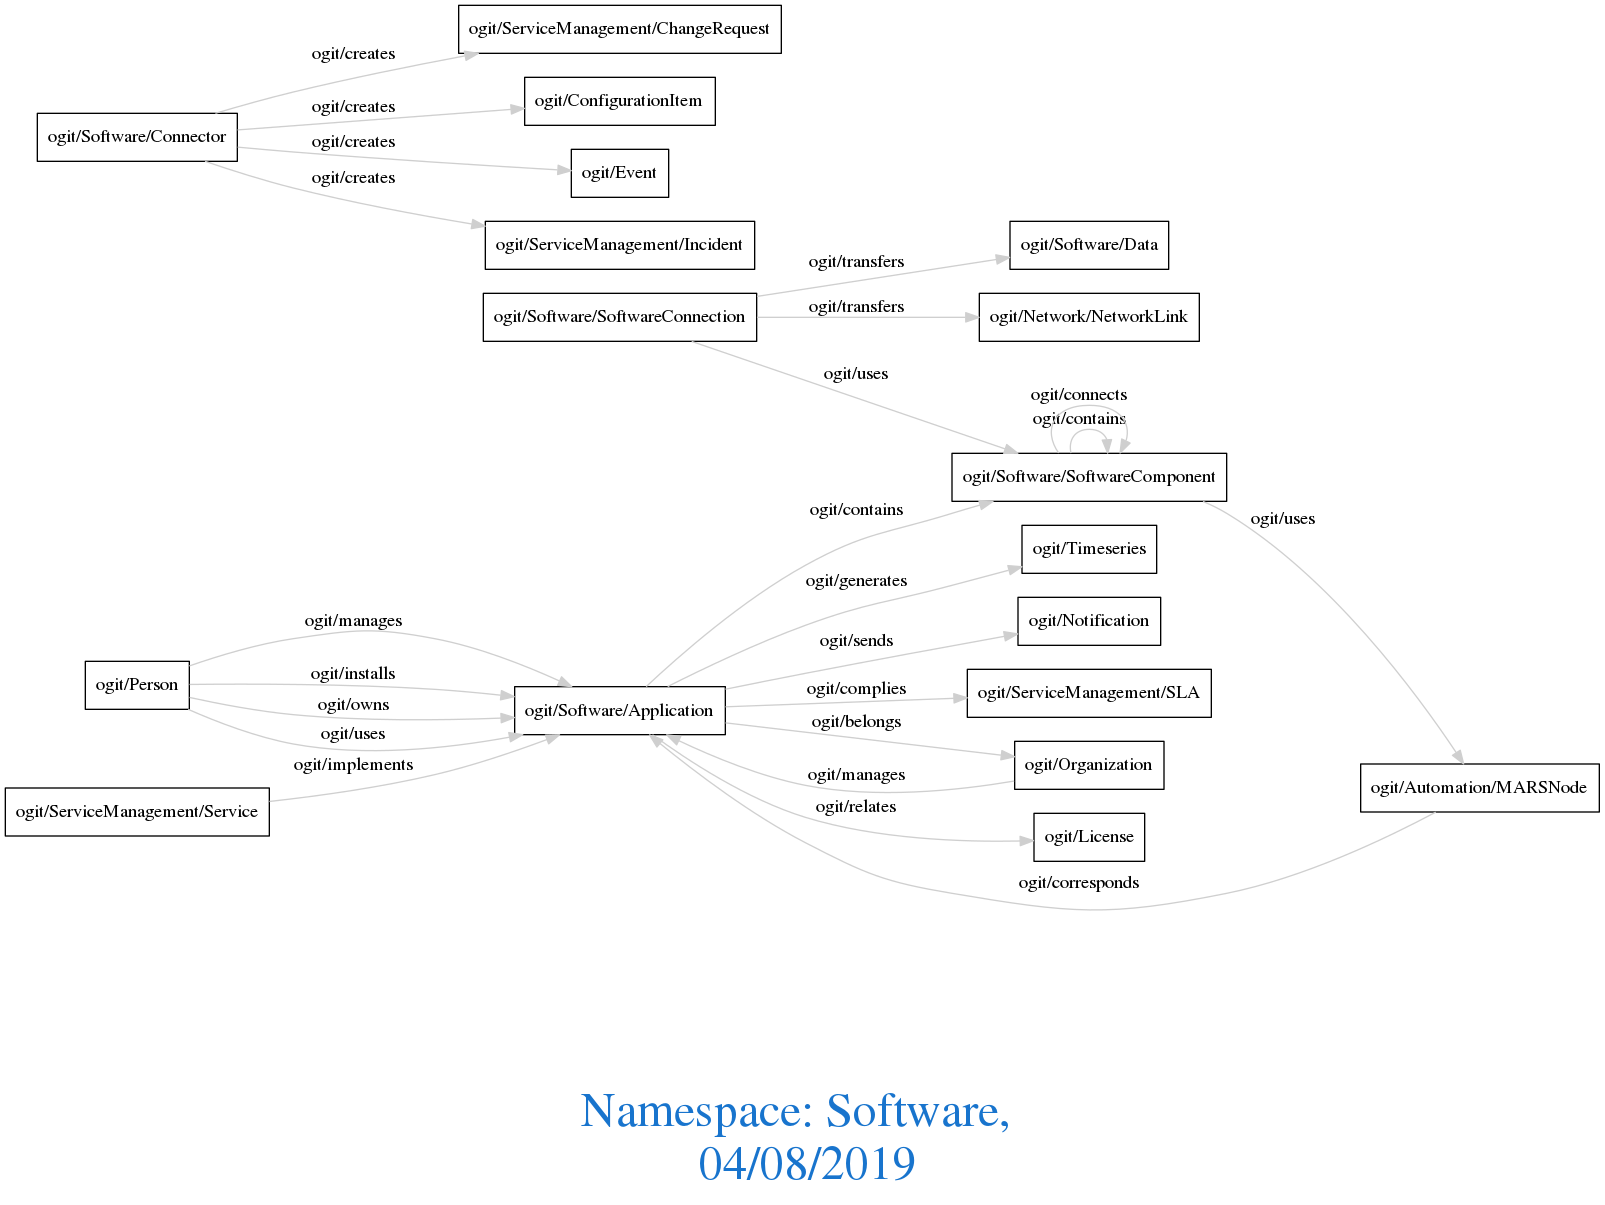 ogit/ServiceManagement/ChangeRequest
ogit/creates
ogit/ConfigurationItem
ogit/creates
ogit/Software/Connector
ogit/creates
ogit/Event
ogit/creates
ogit/ServiceManagement/Incident
ogit/Software/Data
ogit/transfers
ogit/transfers
ogit/Software/SoftwareConnection
ogit/Network/NetworkLink
ogit/uses
ogit/connects
ogit/contains
ogit/Software/SoftwareComponent
ogit/contains
ogit/uses
ogit/Timeseries
ogit/generates
ogit/manages
ogit/Notification
ogit/sends
ogit/installs
ogit/Person
ogit/complies
ogit/ServiceManagement/SLA
ogit/owns
ogit/Software/Application
ogit/belongs
ogit/uses
ogit/implements
ogit/Organization
ogit/manages
ogit/Automation/MARSNode
ogit/relates
ogit/ServiceManagement/Service
ogit/License
ogit/corresponds
Namespace: Software,
04/08/2019